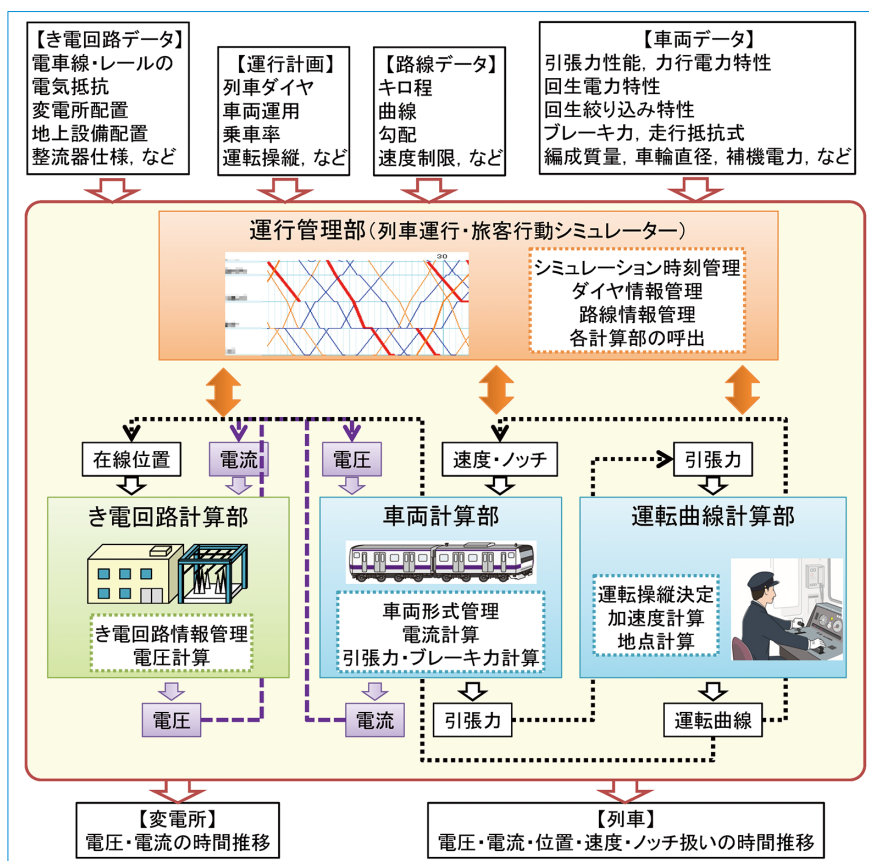 【き電回路データ】
電車線・レールの
電気抵抗
変電所配置
地上設備配置
整流器仕様, など
【運行計画】
列車ダイヤ
車両運用
乗車率
運転操縦, など
【路線データ】
キロ程
曲線
勾配
速度制限, など
【車両データ】
引張力性能, 力行電力特性
回生電力特性
回生絞り込み特性
ブレーキ力, 走行抵抗式
編成質量, 車輪直径, 補機電力, など
運行管理部（列車運行・旅客行動シミュレーター）
30
シミュレーション時刻管理
ダイヤ情報管理
路線情報管理
各計算部の呼出
在線位置
電流
電圧
速度・ノッチ
引張力
き電回路計算部
き電回路情報管理
電圧計算
車両計算部
車両形式管理
電流計算
引張力・ブレーキ力計算
運転曲線計算部
運転操縦決定
加速度計算
地点計算
電圧
電流
引張力
運転曲線
【変電所】
電圧・電流の時間推移
【列車】
電圧・電流・位置・速度・ノッチ扱いの時間推移